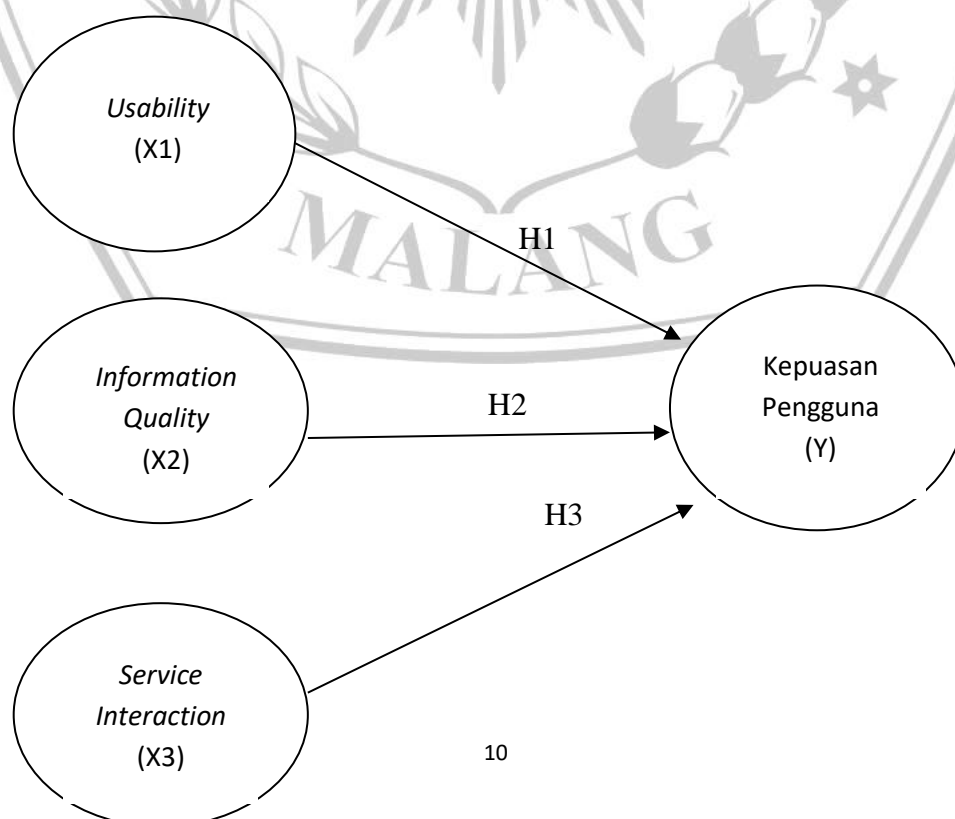 Usability
(X1)
MALANG
H1
Information
Quality
(X2)
H2
Kepuasan
Pengguna
(Y)
H3
Service
Interaction
(X3)
10